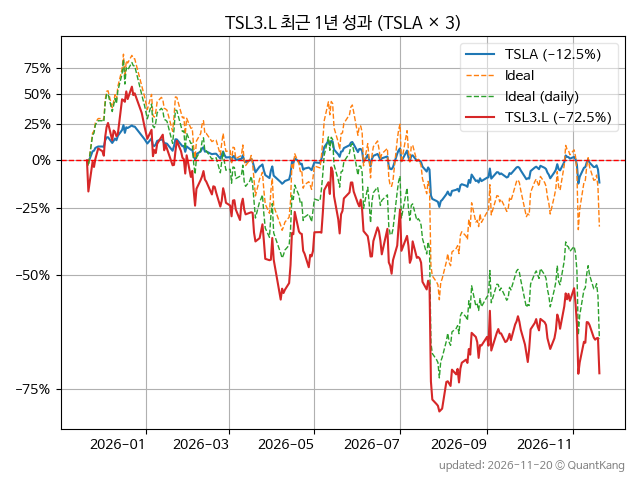 TSL3.L 최근 1년 성과 (TSLA × 3)
TSLA (−12.5%)
Ideal
Ideal (daily)
TSL3.L (−72.5%)
75%
50%
25%
0%
−25%
−50%
−75%
2026-01
2026-03
2026-05
2026-07
2026-09
2026-11
updated: 2026-11-20 © QuantKang